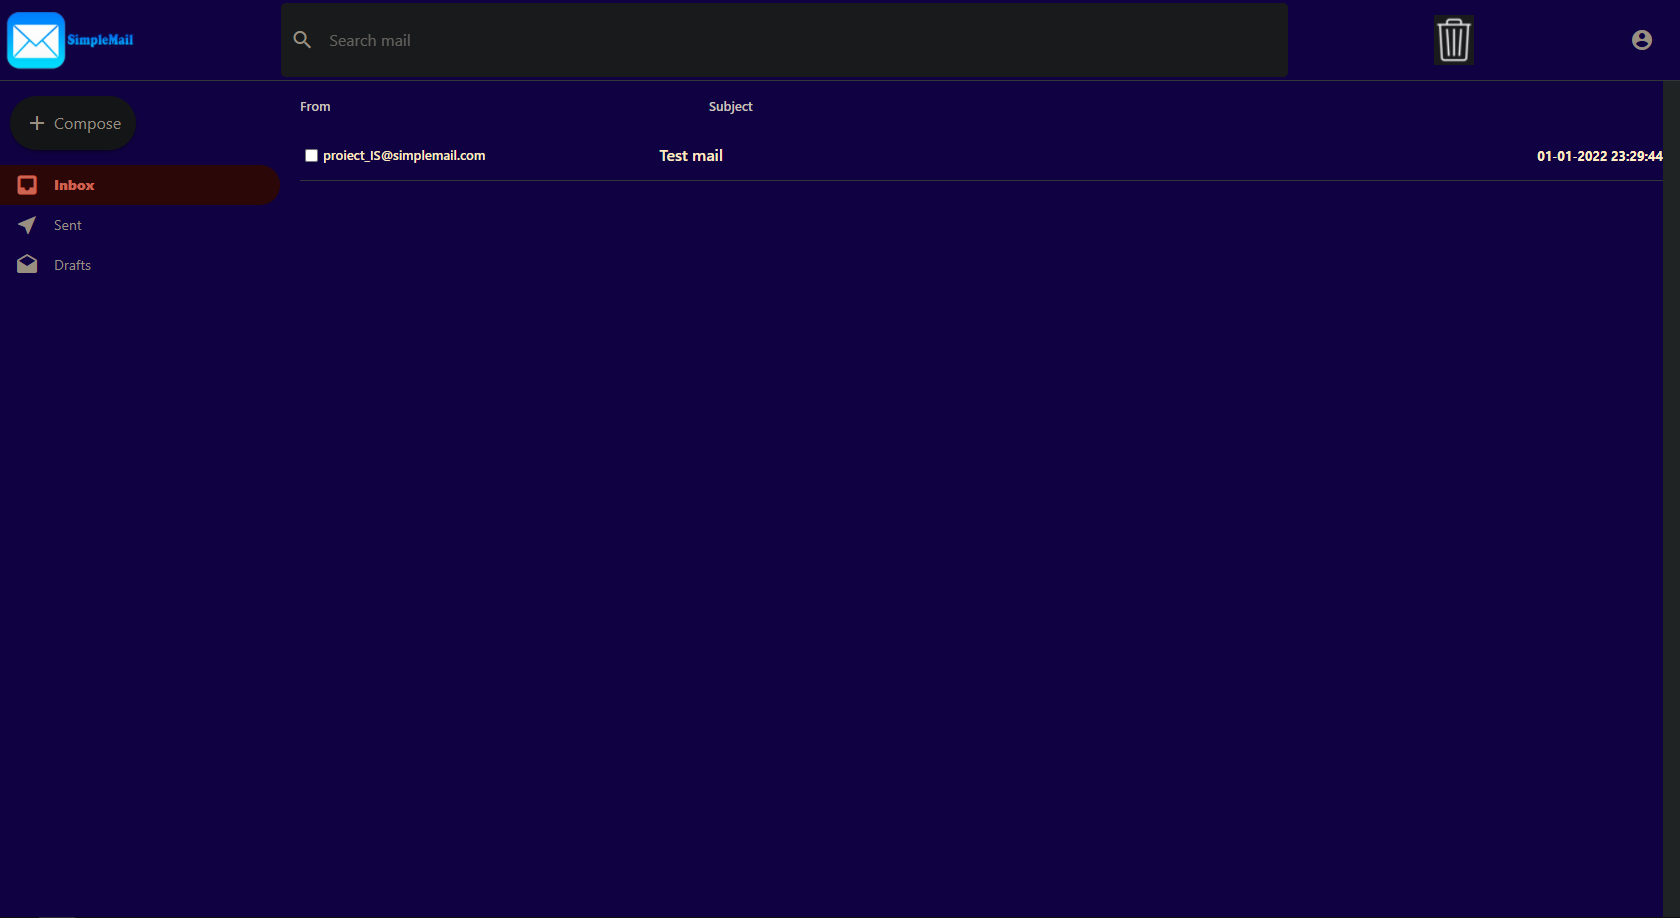 SimpleMail
Search mail
Compose
Inbox
Sent
Drafts
From Subject
proiect_IS@simplemail.com Test mail 01-01-2022 23:29:44